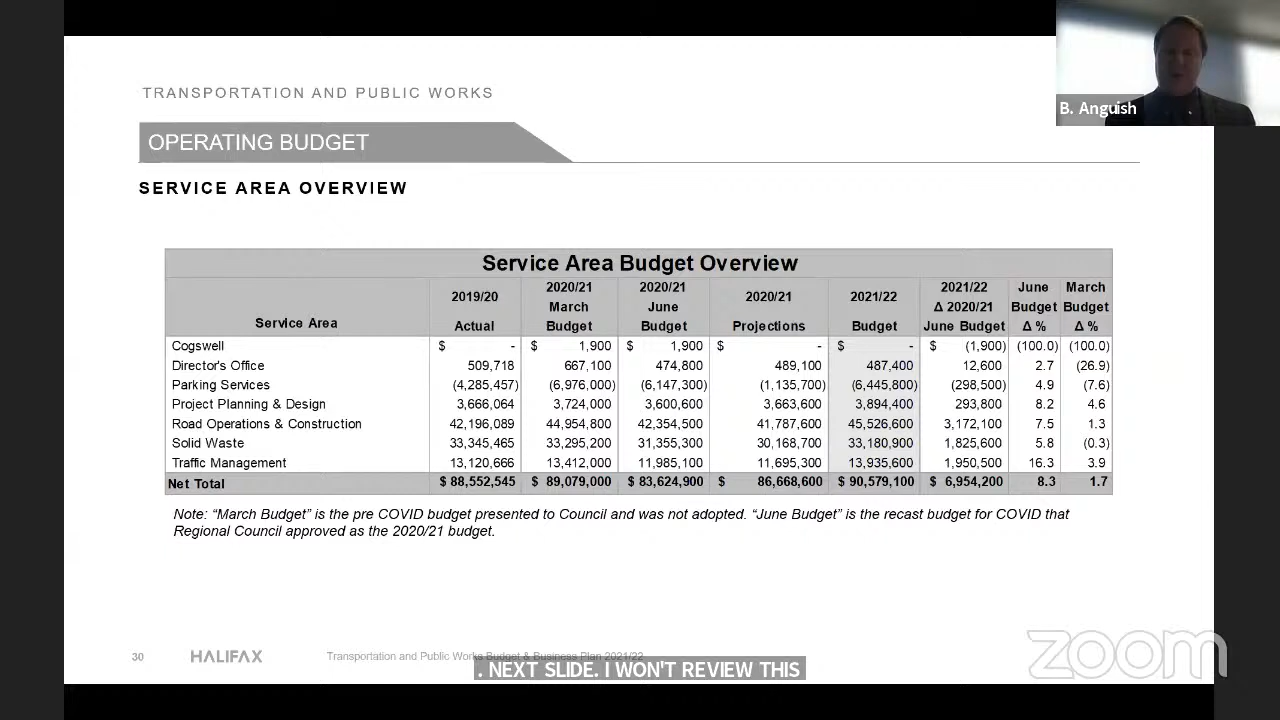 TRANSPORTATION AND PUBLIC WORKS
B. Anguish
OPERATING BUDGET
SERVICE AREA OVERVIEW
Service Area Budget Overview
Service Area 2019/20 Actual 2020/21 March Budget 2020/21 June Budget 2020/21 Projections 2021/22 Budget 2021/22 Δ 2020/21 June Budget June Budget Δ % March Budget Δ %
Cogswell $ - $ 1,900 $ 1,900 $ - $ - $ (1,900) (100.0) (100.0)
Director's Office 509,718 667,100 474,800 489,100 487,400 12,600 2.7 (26.9)
Parking Services (4,285,457) (6,976,000) (6,147,300) (1,135,700) (6,445,800) (298,500) 4.9 (7.6)
Project Planning & Design 3,666,064 3,724,000 3,600,600 3,663,600 3,894,400 293,800 8.2 4.6
Road Operations & Construction 42,196,089 44,954,800 42,354,500 41,787,600 45,526,600 3,172,100 7.5 1.3
Solid Waste 33,345,465 33,295,200 31,355,300 30,168,700 33,180,900 1,825,600 5.8 (0.3)
Traffic Management 13,120,666 13,412,000 11,985,100 11,695,300 13,935,600 1,950,500 16.3 3.9
Net Total $ 88,552,545 $ 89,079,000 $ 83,624,900 $ 86,668,600 $ 90,579,100 $ 6,954,200 8.3 1.7
Note: “March Budget” is the pre COVID budget presented to Council and was not adopted. “June Budget” is the recast budget for COVID that
Regional Council approved as the 2020/21 budget.
30 HALIFAX Transportation and Public Works Budget & Business Plan 2021/22
. NEXT SLIDE. I WON'T REVIEW THIS
zoom